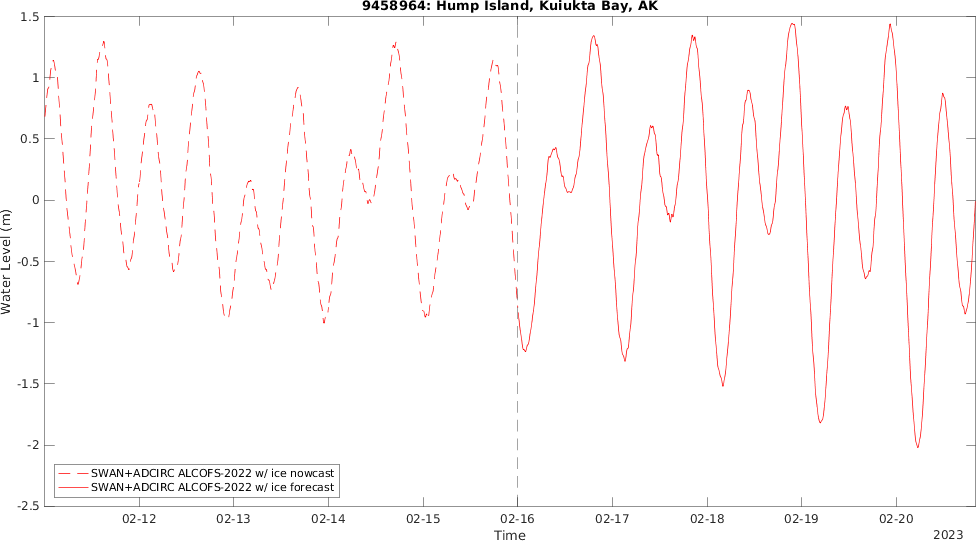 9458964: Hump Island, Kuiukta Bay, AK
1.5
1
0.5
0
-0.5
-1
-1.5
-2
-2.5
Water Level (m)
SWAN+ADCIRC ALCOFS-2022 w/ ice nowcast
SWAN+ADCIRC ALCOFS-2022 w/ ice forecast
02-12 02-13 02-14 02-15 02-16 02-17 02-18 02-19 02-20
Time
2023